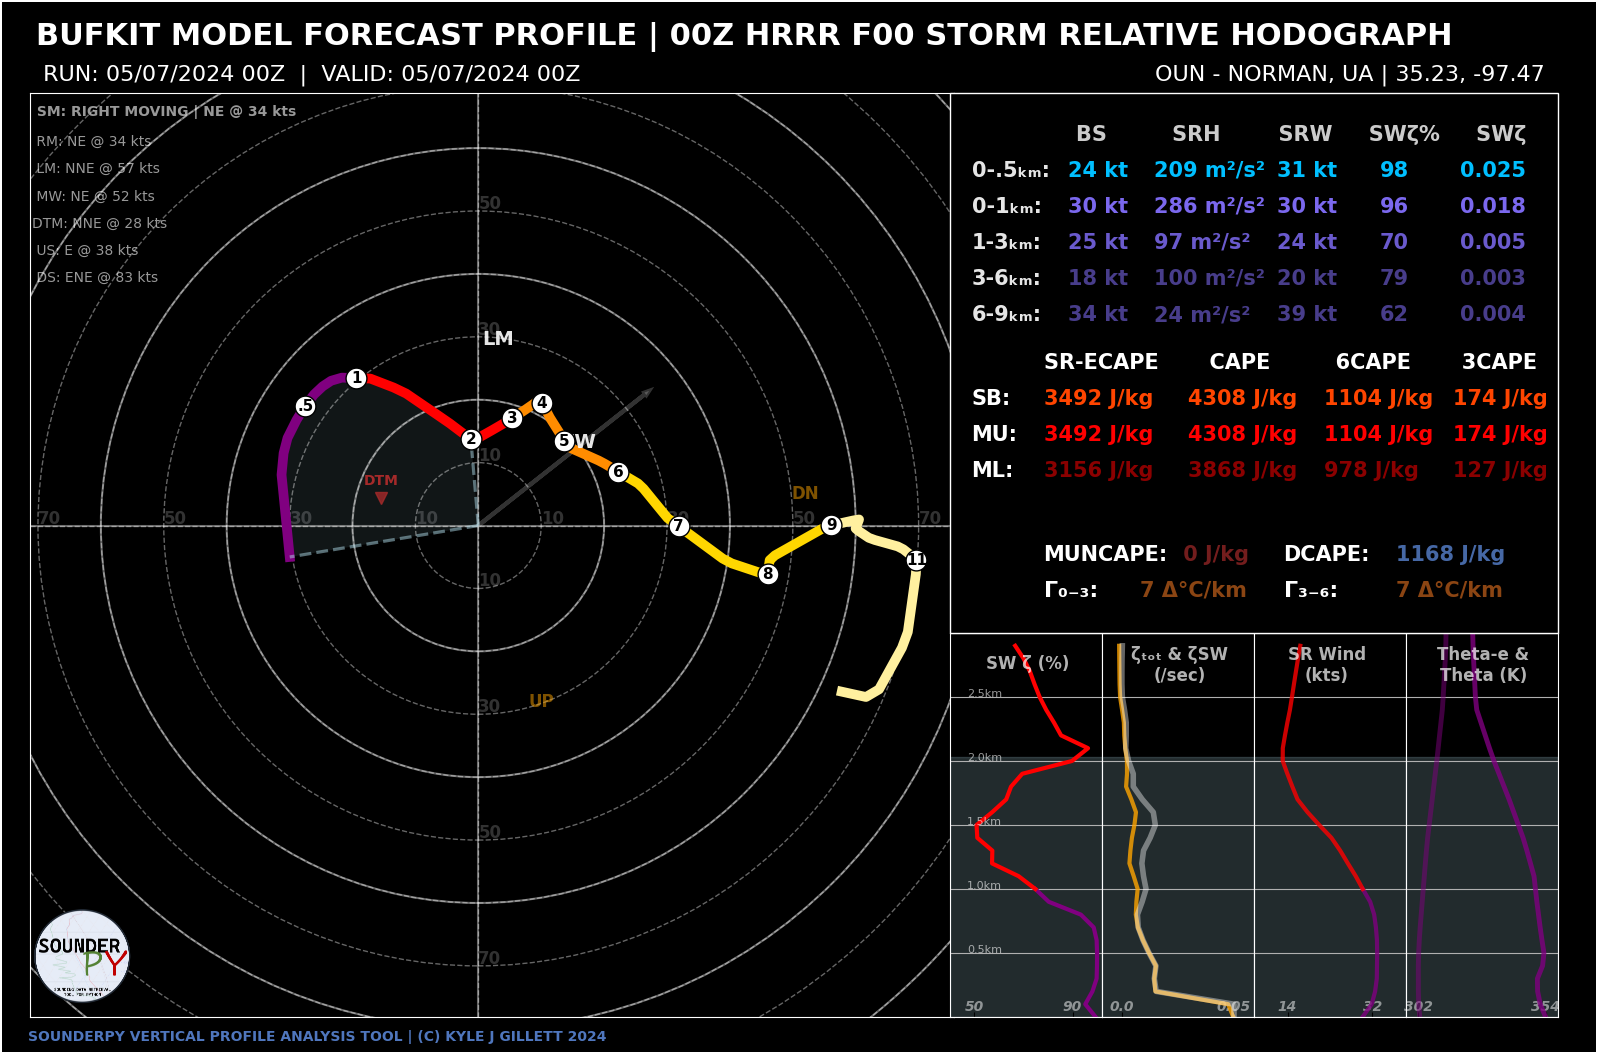 BUFKIT MODEL FORECAST PROFILE | 00Z HRRR F00 STORM RELATIVE HODOGRAPH
RUN: 05/07/2024 00Z | VALID: 05/07/2024 00Z
OUN - NORMAN, UA | 35.23, -97.47
SM: RIGHT MOVING | NE @ 34 kts
RM: NE @ 34 kts
LM: NNE @ 57 kts
MW: NE @ 52 kts
DTM: NNE @ 28 kts
US: E @ 38 kts
DS: ENE @ 83 kts
50
30
LM
1
.5
4
3
2
5
W
10
6
DTM
DN
70
50
30
10
10
30
50
70
7
9
11
8
10
UP
30
50
70
BS SRH SRW SWζ% SWζ
0-.5ₖₘ: 24 kt 209 m²/s² 31 kt 98 0.025
0-1ₖₘ: 30 kt 286 m²/s² 30 kt 96 0.018
1-3ₖₘ: 25 kt 97 m²/s² 24 kt 70 0.005
3-6ₖₘ: 18 kt 100 m²/s² 20 kt 79 0.003
6-9ₖₘ: 34 kt 24 m²/s² 39 kt 62 0.004
SR-ECAPE CAPE 6CAPE 3CAPE
SB: 3492 J/kg 4308 J/kg 1104 J/kg 174 J/kg
MU: 3492 J/kg 4308 J/kg 1104 J/kg 174 J/kg
ML: 3156 J/kg 3868 J/kg 978 J/kg 127 J/kg
MUNCAPE: 0 J/kg DCAPE: 1168 J/kg
Γ₀₋₃: 7 Δ°C/km Γ₃₋₆: 7 Δ°C/km
SW ζ (%)
2.5km
2.0km
1.5km
1.0km
0.5km
50 90
ζₜₒₜ & ζSW
(/sec)
0.0 0.05
SR Wind
(kts)
14 32
Theta-e &
Theta (K)
302 354
SOUNDER
PY
SOUNDING DATA RETRIEVAL
TOOL FOR PYTHON
SOUNDERPY VERTICAL PROFILE ANALYSIS TOOL | (C) KYLE J GILLETT 2024